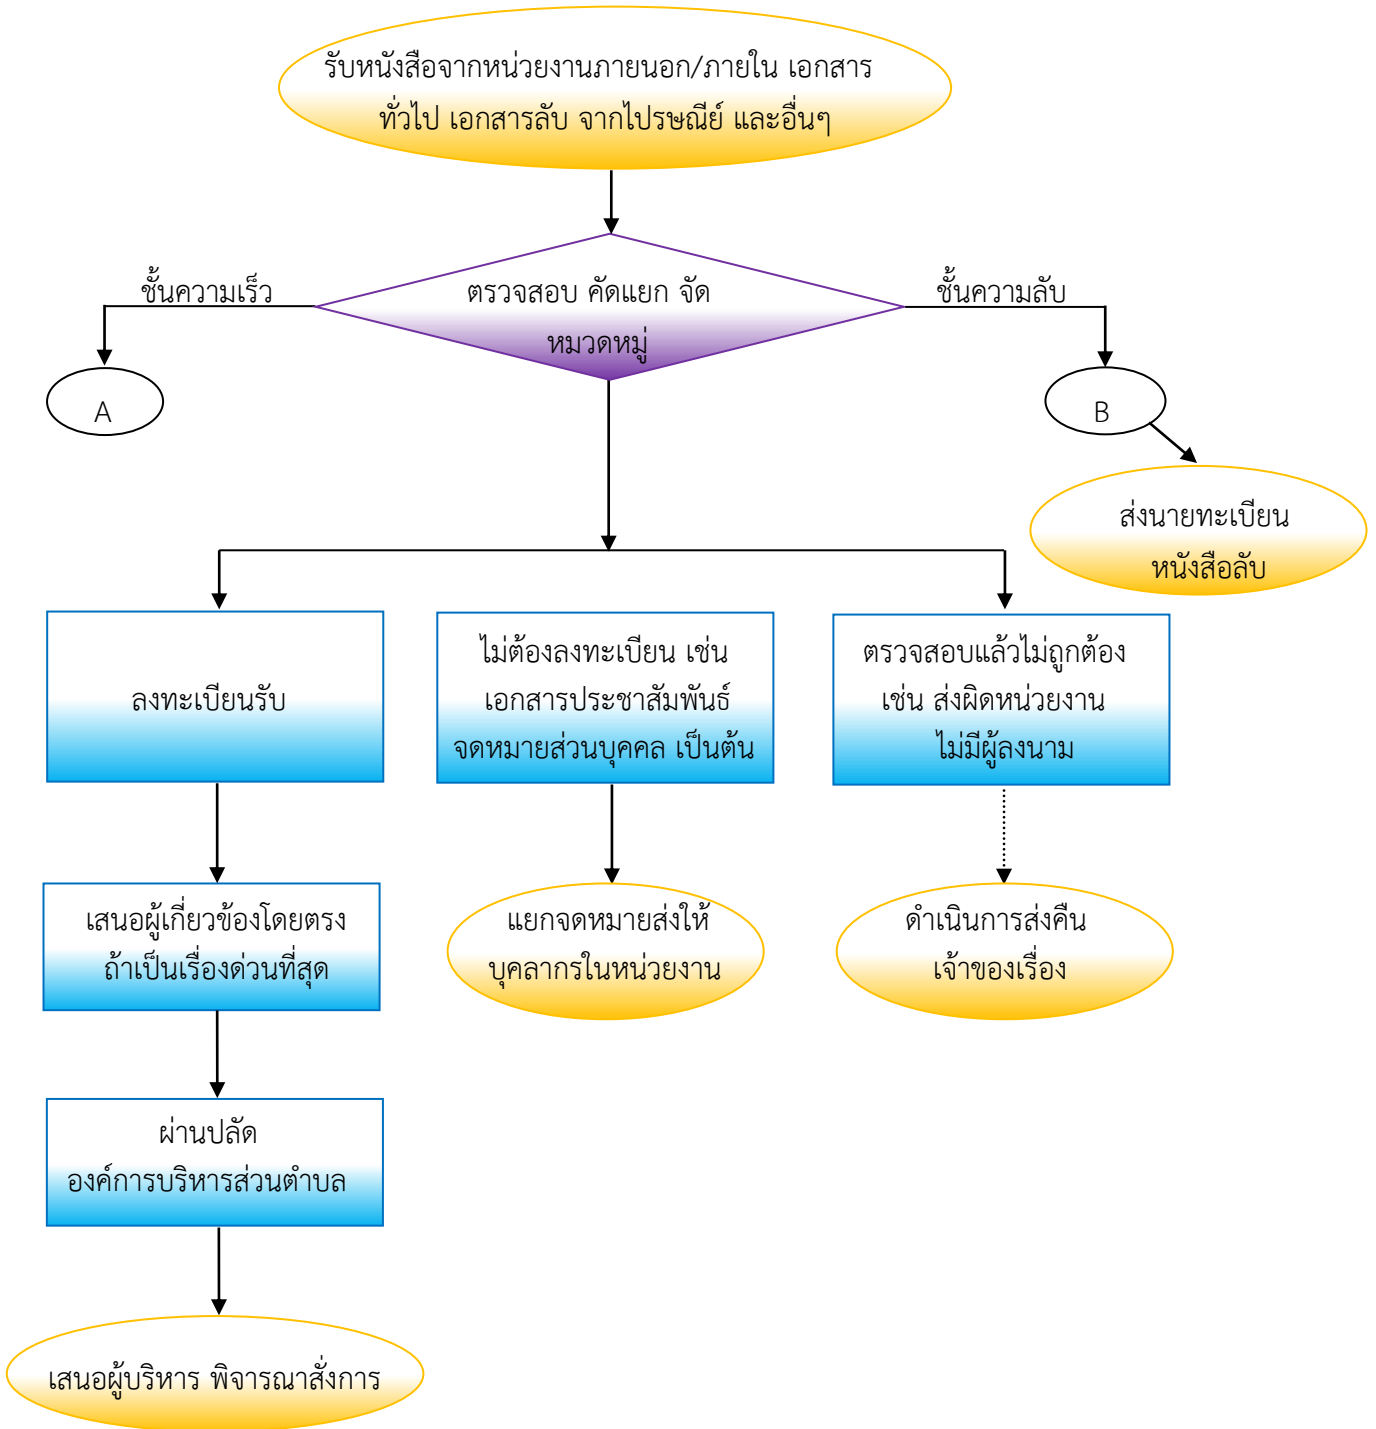 รับหนังสือจากหน่วยงานภายนอก/ภายใน เอกสาร
ทั่วไป เอกสารลับ จากไปรษณีย์ และอื่นๆ
ชั้นความเร็ว
ตรวจสอบ คัดแยก จัด
หมวดหมู่
ชั้นความลับ
A
B
ส่งนายทะเบียน
หนังสือลับ
ลงทะเบียนรับ
ไม่ต้องลงทะเบียน เช่น
เอกสารประชาสัมพันธ์
จดหมายส่วนบุคคล เป็นต้น
ตรวจสอบแล้วไม่ถูกต้อง
เช่น ส่งผิดหน่วยงาน
ไม่มีผู้ลงนาม
เสนอผู้เกี่ยวข้องโดยตรง
ถ้าเป็นเรื่องด่วนที่สุด
แยกจดหมายส่งให้
บุคลากรในหน่วยงาน
ดำเนินการส่งคืน
เจ้าของเรื่อง
ผ่านปลัด
องค์การบริหารส่วนตำบล
เสนอผู้บริหาร พิจารณาสั่งการ